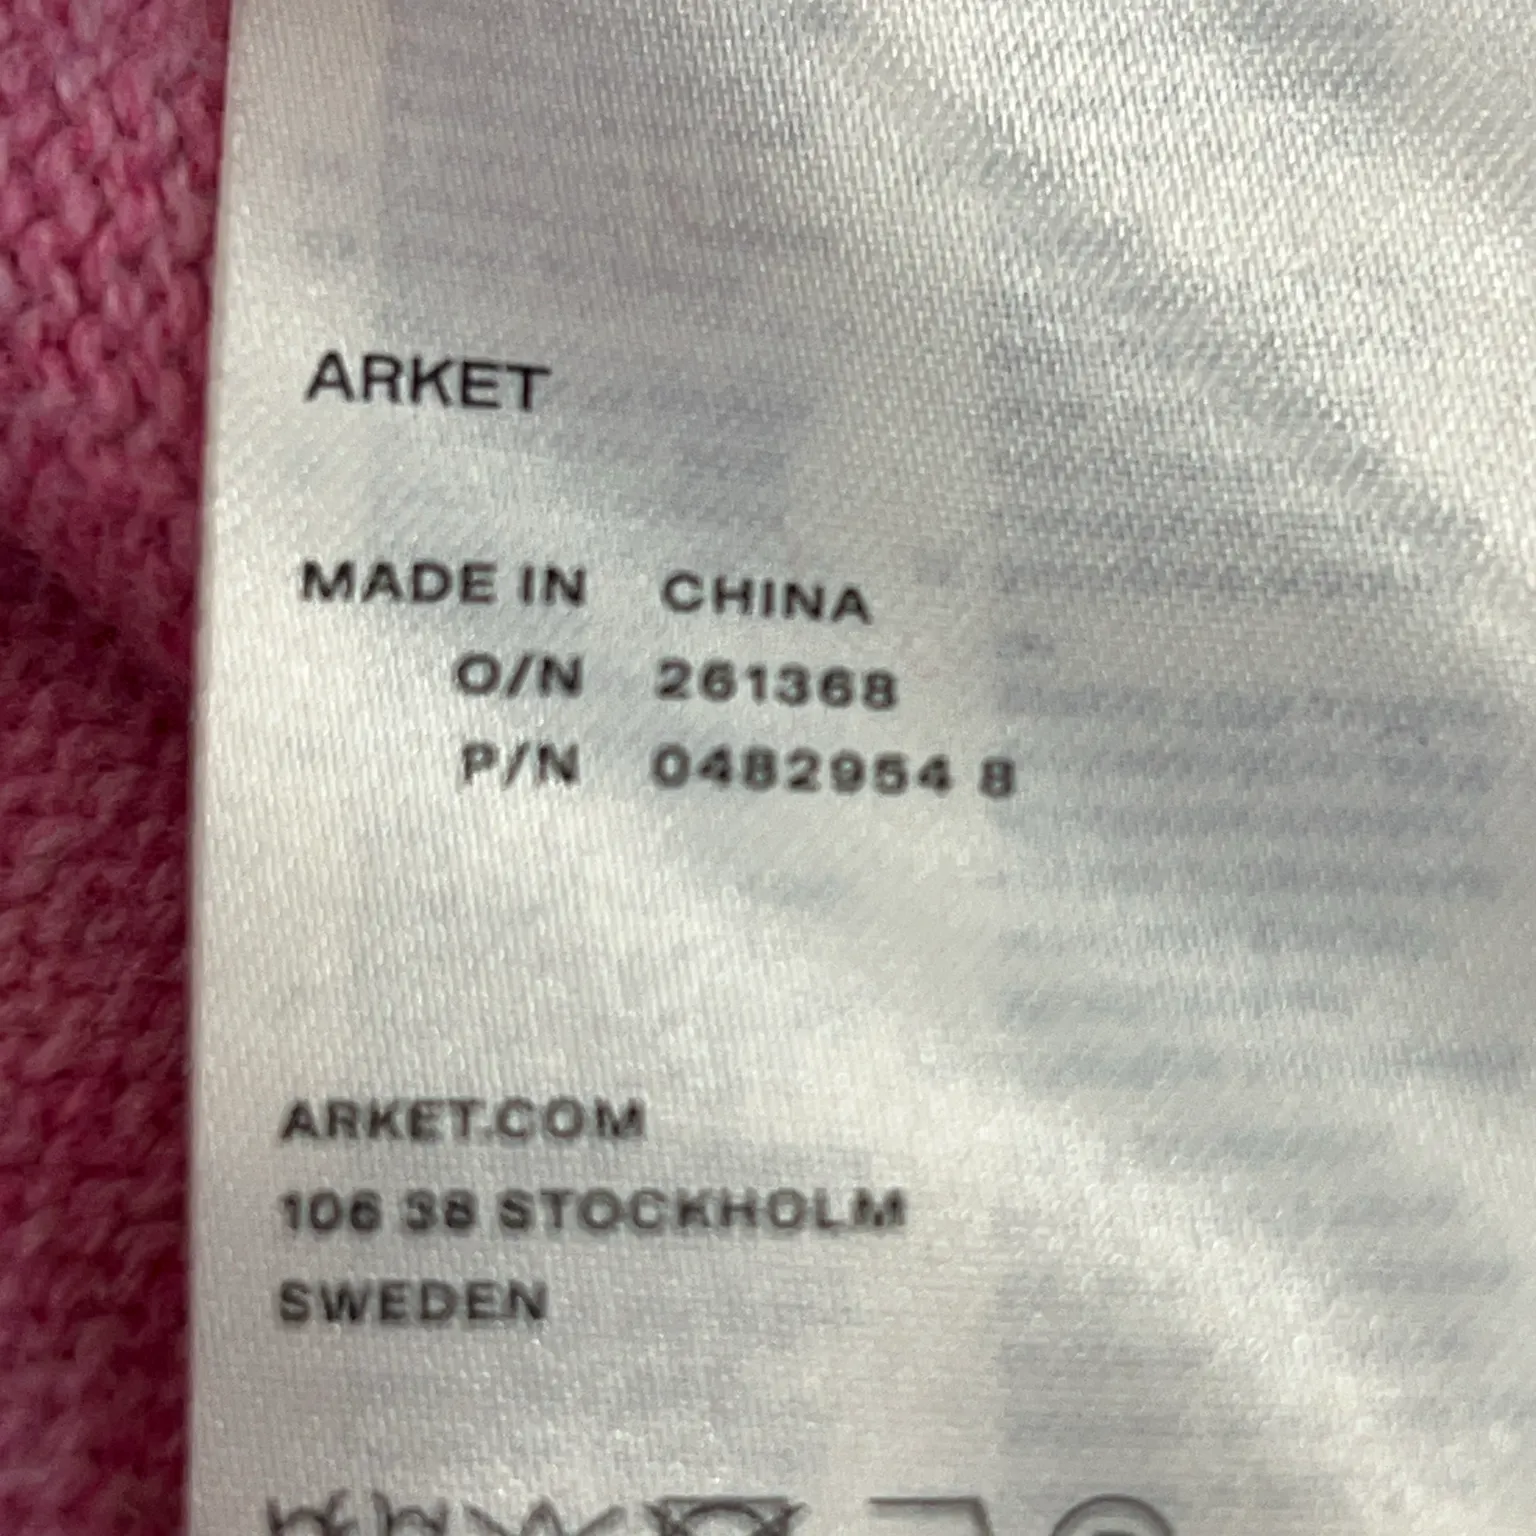 ARKET
MADE IN CHINA
O/N 261368
P/N 0482954 8
ARKET.COM
106 38 STOCKHOLM
SWEDEN